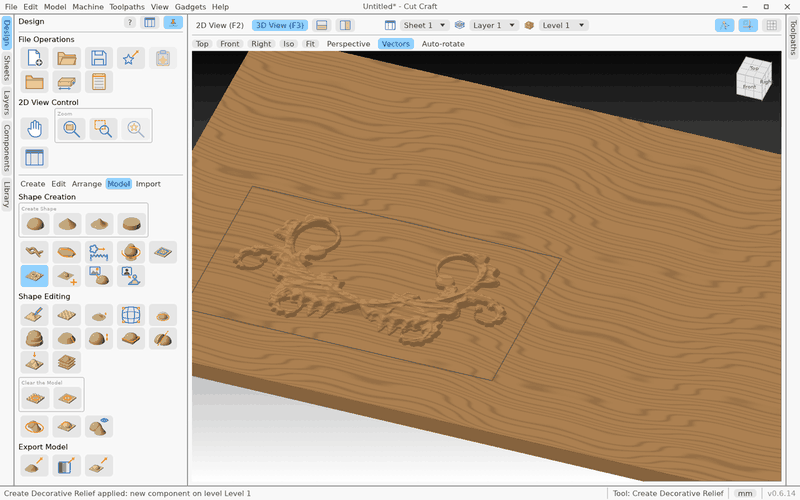 File Edit Model Machine Toolpaths View Gadgets Help
Untitled* - Cut Craft
Design
?
2D View (F2) 3D View (F3) Sheet 1 Layer 1 Level 1
Top Front Right Iso Fit Perspective Vectors Auto-rotate
Design
Sheets
Layers
Components
Library
Toolpaths
File Operations
2D View Control
Zoom
Create Edit Arrange Model Import
Shape Creation
Create Shape
Shape Editing
Clear the Model
Export Model
Top
Front
Right
Create Decorative Relief applied: new component on level Level 1
Tool: Create Decorative Relief mm v0.6.14